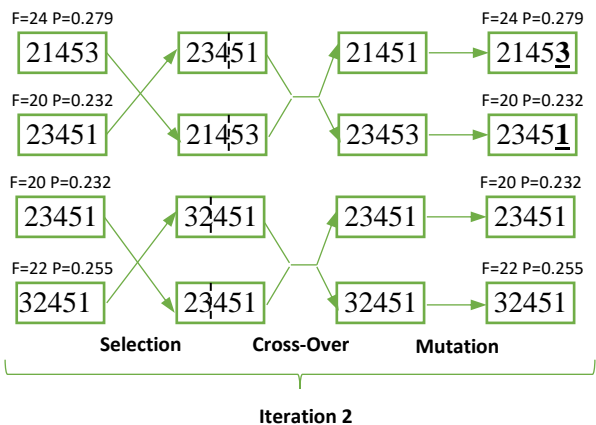 F=24 P=0.279 F=24 P=0.279
21453 23451 21451 21453
F=20 P=0.232 F=20 P=0.232
23451 21453 23453 23451
F=20 P=0.232 F=20 P=0.232
23451 32451 23451 23451
F=22 P=0.255 F=22 P=0.255
32451 23451 32451 32451
Selection Cross-Over Mutation
Iteration 2